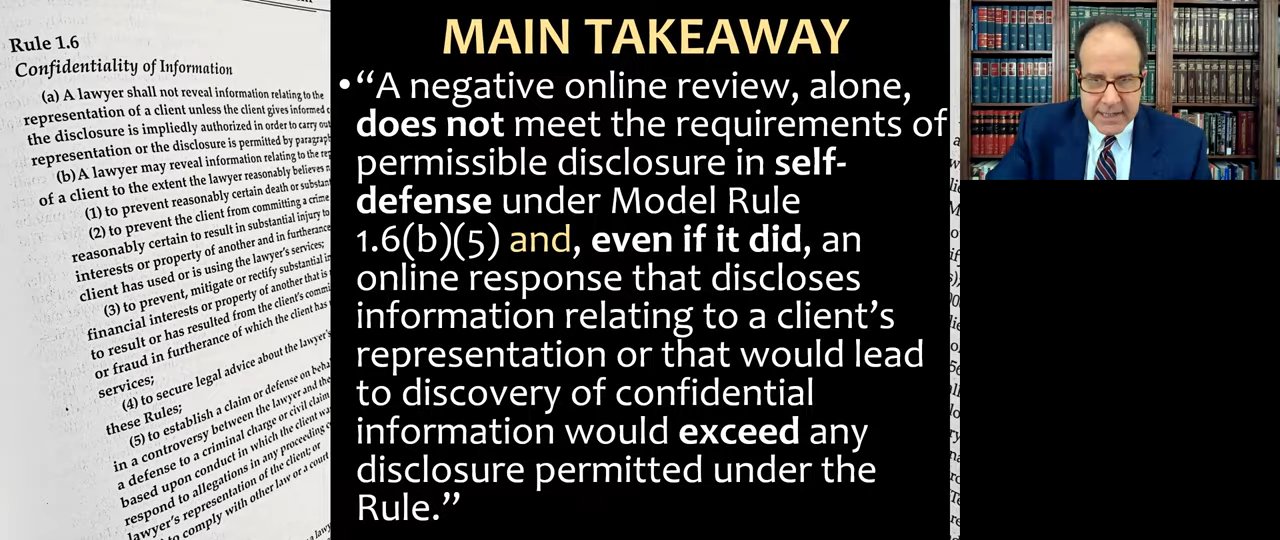 Rule 1.6
Confidentiality of Information
(a) A lawyer shall not reveal information relating to the
representation of a client unless the client gives informed
the disclosure is impliedly authorized in order to carry out
representation or the disclosure is permitted by
(b) A lawyer may reveal information relating to the
of a client to the extent the lawyer reasonably believes
(1) to prevent reasonably certain death or
(2) to prevent the client from committing a crime
reasonably certain to result in substantial injury to
interests or property of another and in furtherance
client has used or is using the lawyer's services;
(3) to prevent, mitigate or rectify substantial
financial interests or property of another that is
to result or has resulted from the client's
or fraud in furtherance of which the client has
services;
(4) to secure legal advice about the lawyer's
these Rules;
(5) to establish a claim or defense on
in a controversy between the lawyer and the
a defense to a criminal charge or civil claim
based upon conduct in which the client
respond to allegations in any proceeding
lawyer's representation of the client; or
to comply with other law or a court
MAIN TAKEAWAY
• “A negative online review, alone,
does not meet the requirements of
permissible disclosure in self-
defense under Model Rule
1.6(b)(5) and, even if it did, an
online response that discloses
information relating to a client’s
representation or that would lead
to discovery of confidential
information would exceed any
disclosure permitted under the
Rule.”